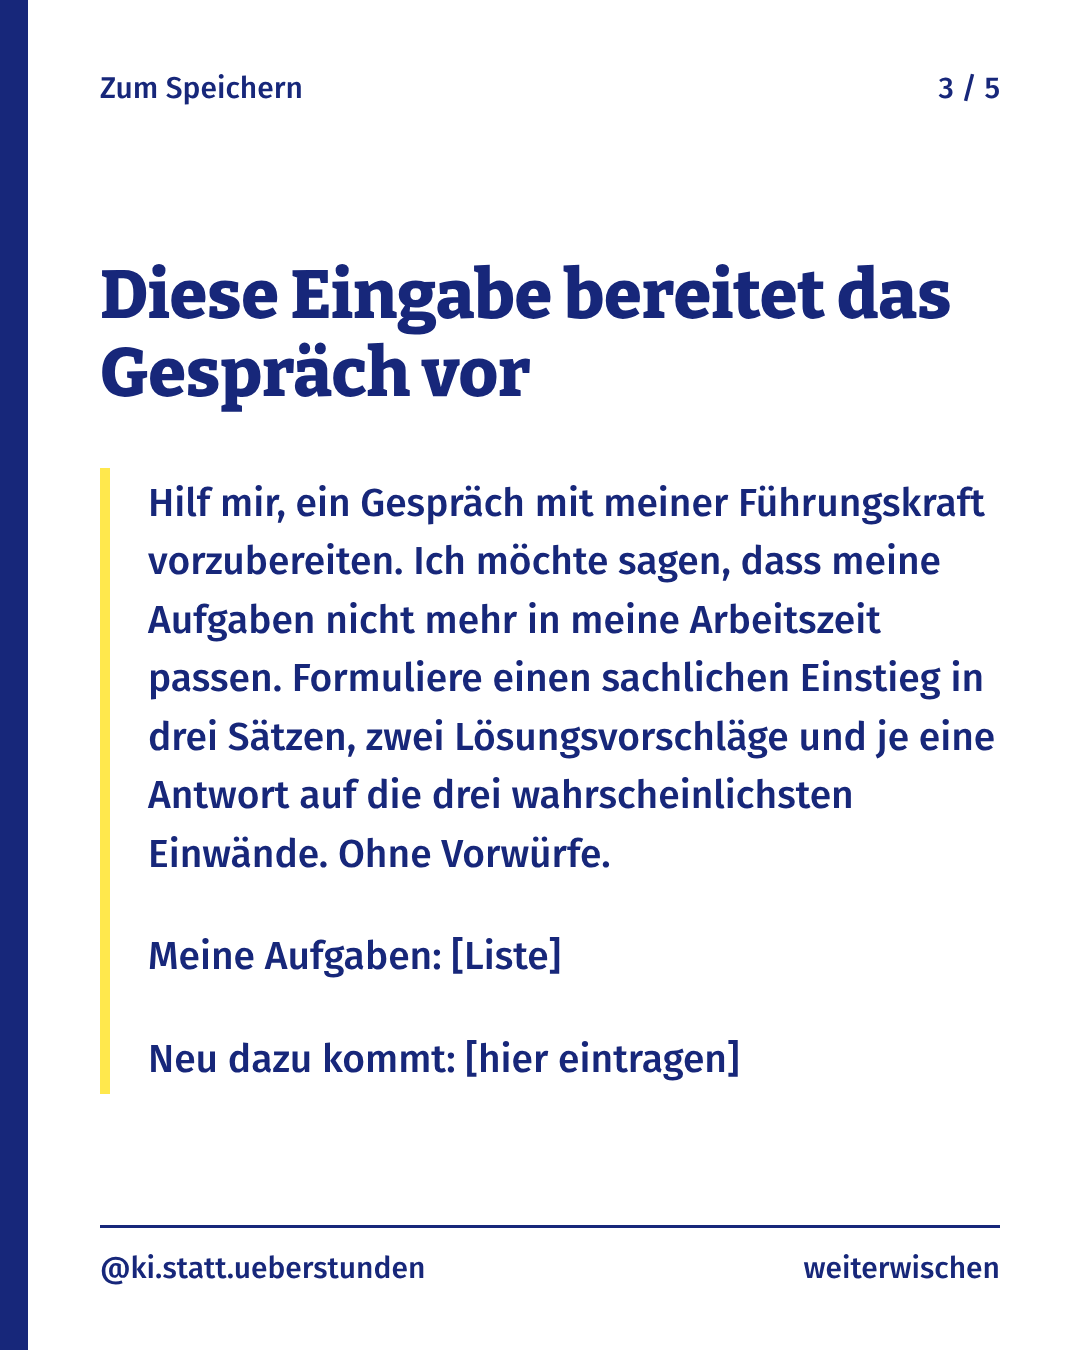 Zum Speichern
3 / 5
Diese Eingabe bereitet das
Gespräch vor
Hilf mir, ein Gespräch mit meiner Führungskraft
vorzubereiten. Ich möchte sagen, dass meine
Aufgaben nicht mehr in meine Arbeitszeit
passen. Formuliere einen sachlichen Einstieg in
drei Sätzen, zwei Lösungsvorschläge und je eine
Antwort auf die drei wahrscheinlichsten
Einwände. Ohne Vorwürfe.
Meine Aufgaben: [Liste]
Neu dazu kommt: [hier eintragen]
@ki.statt.ueberstunden
weiterwischen